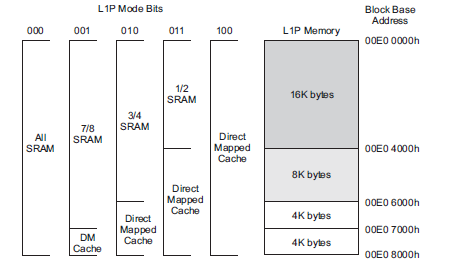 L1P Mode Bits
Block Base
Address
000 001 010 011 100 L1P Memory
00E0 0000h
All
SRAM
7/8
SRAM
3/4
SRAM
1/2
SRAM
Direct
Mapped
Cache
16K bytes
00E0 4000h
DM
Cache
Direct
Mapped
Cache
Direct
Mapped
Cache
8K bytes
00E0 6000h
4K bytes
00E0 7000h
4K bytes
00E0 8000h